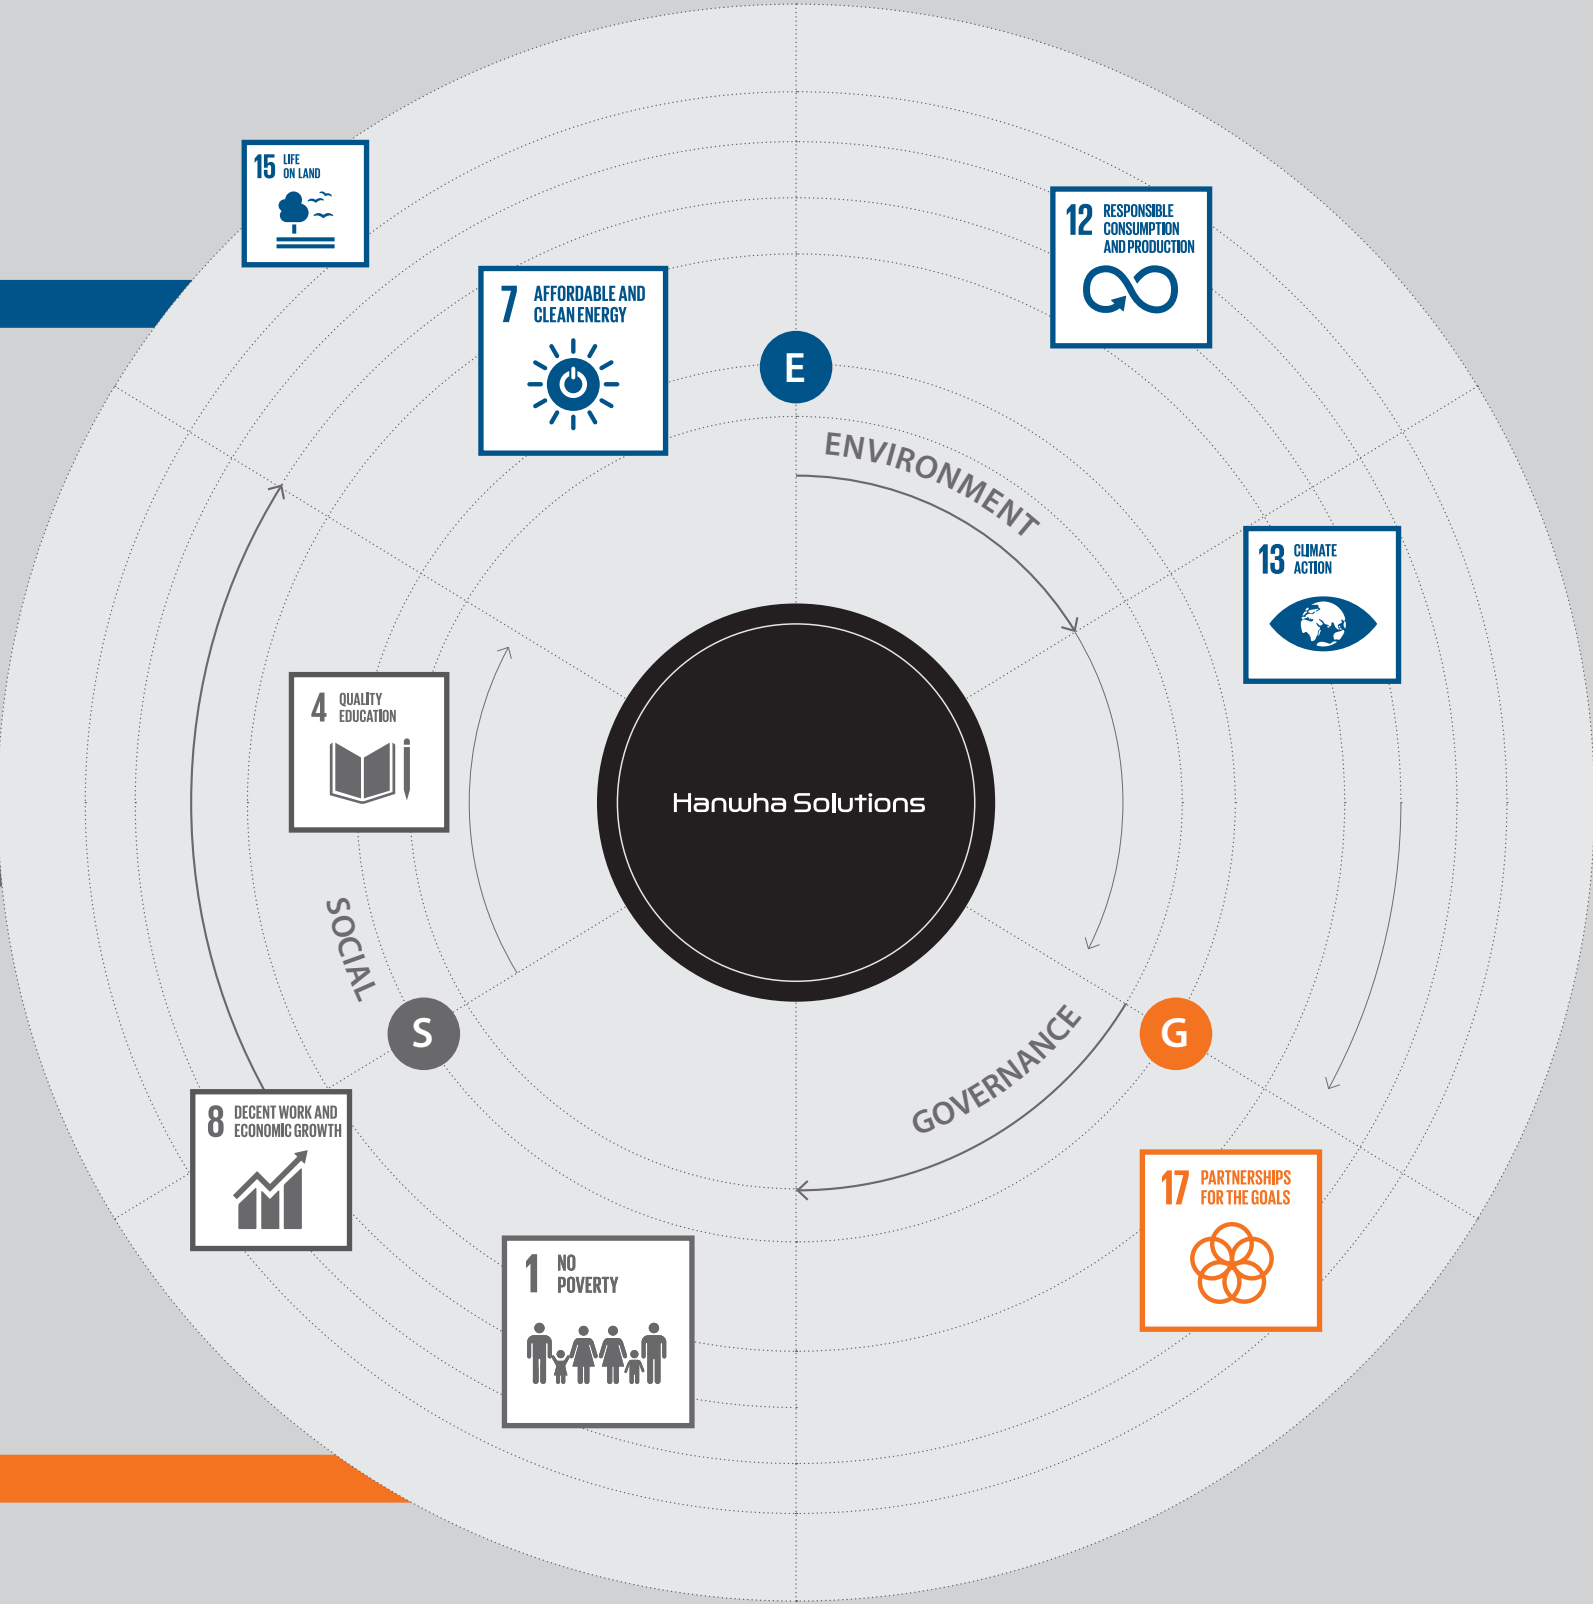 15 LIFE
ON LAND
12 RESPONSIBLE
CONSUMPTION
AND PRODUCTION
7 AFFORDABLE AND
CLEAN ENERGY
E
ENVIRONMENT
13 CLIMATE
ACTION
4 QUALITY
EDUCATION
Hanwha Solutions
SOCIAL
S
GOVERNANCE
G
8 DECENT WORK AND
ECONOMIC GROWTH
17 PARTNERSHIPS
FOR THE GOALS
1 NO
POVERTY